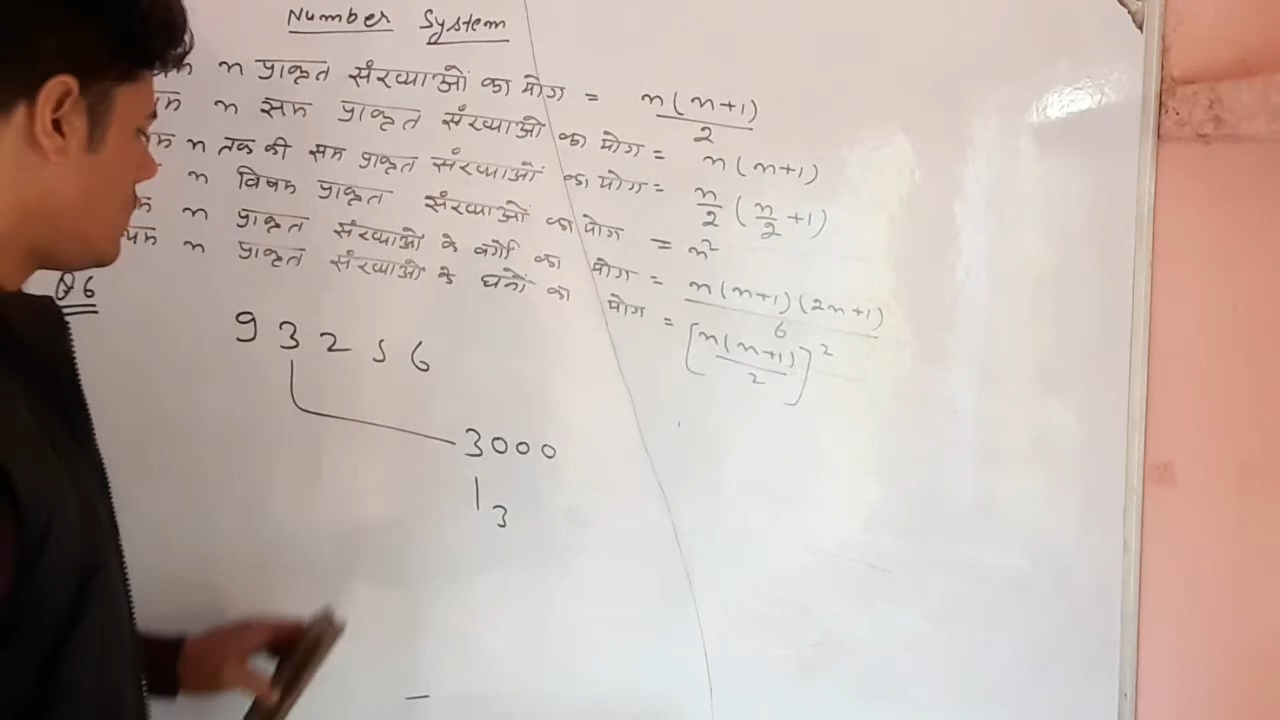 Number System
n प्राकृत संख्याओं का योग = n(n+1)/2
n सम प्राकृत संख्याओ का योग = n(n+1)
n तक की सम प्राकृत संख्याओं का योग = n/2 (n/2 +1)
n विषम प्राकृत संख्याओं का योग = n²
n प्राकृत संख्याओ के वर्गों का योग = n(n+1)(2n+1)/6
n प्राकृत संख्याओ के घनों का योग = [n(n+1)/2]²
Q6
93256
3000
3